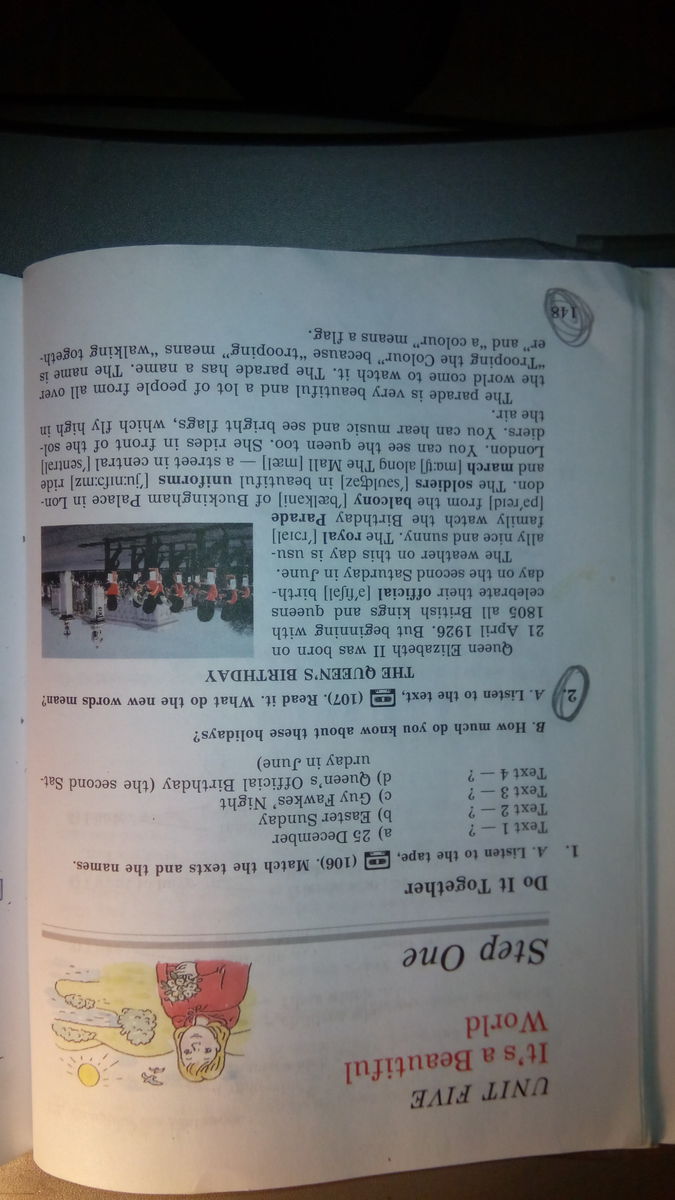 UNIT FIVE
It's a Beautiful
World
Step One
Do It Together
1. A. Listen to the tape, (106). Match the texts and the names.
Text 1 — ? a) 25 December
Text 2 — ? b) Easter Sunday
Text 3 — ? c) Guy Fawkes' Night
Text 4 — ? d) Queen's Official Birthday (the second Sat-
urday in June)
B. How much do you know about these holidays?
2. A. Listen to the text, (107). Read it. What do the new words mean?
THE QUEEN'S BIRTHDAY
Queen Elizabeth II was born on
21 April 1926. But beginning with
1805 all British kings and queens
celebrate their official [ə'fɪʃl] birth-
day on the second Saturday in June.
The weather on this day is usu-
ally nice and sunny. The royal ['rɔɪəl]
family watch the Birthday Parade
[pə'reɪd] from the balcony ['bælkənɪ] of Buckingham Palace in Lon-
don. The soldiers ['səʊldʒəz] in beautiful uniforms ['ju:nɪfɔ:mz] ride
and march [mɑ:tʃ] along The Mall [mæl] — a street in central ['sentrəl]
London. You can see the queen too. She rides in front of the sol-
diers. You can hear music and see bright flags, which fly high in
the air.
The parade is very beautiful and a lot of people from all over
the world come to watch it. The parade has a name. The name is
“Trooping the Colour” because “trooping” means “walking togeth-
er” and “a colour” means a flag.
148